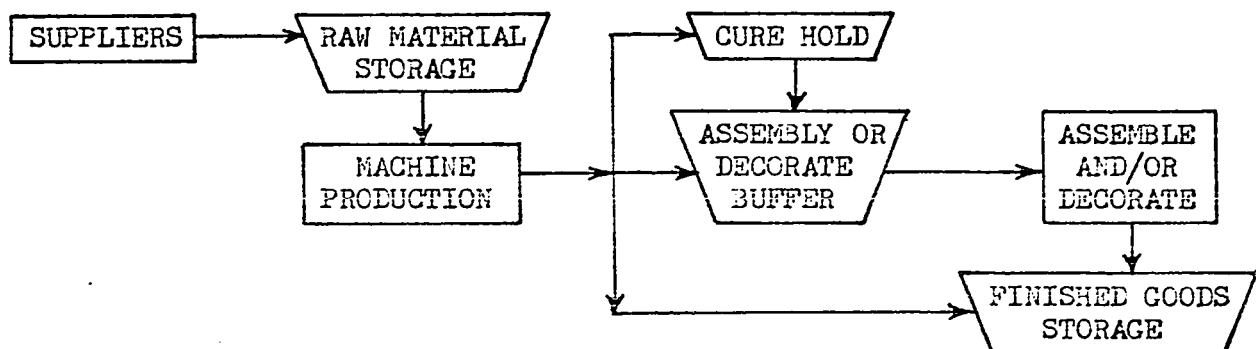 SUPPLIERS
RAW MATERIAL
STORAGE
CURE HOLD
MACHINE
PRODUCTION
ASSEMBLY OR
DECORATE
BUFFER
ASSEMBLE
AND/OR
DECORATE
FINISHED GOODS
STORAGE